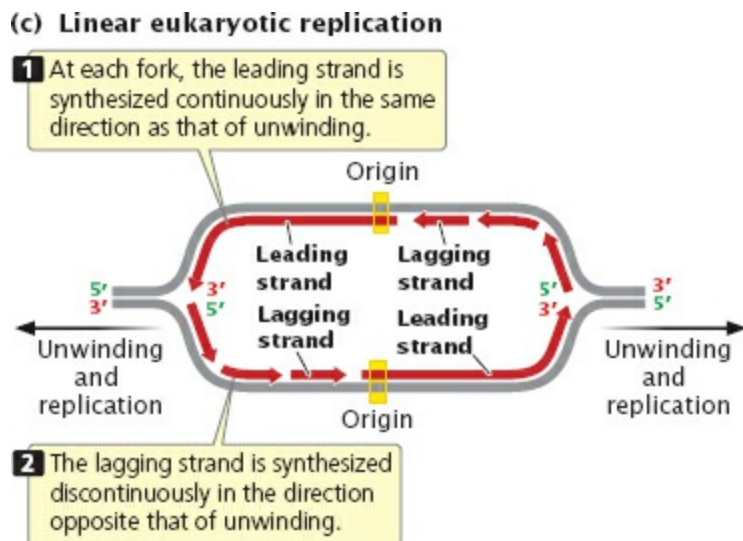 (c) Linear eukaryotic replication
1 At each fork, the leading strand is
synthesized continuously in the same
direction as that of unwinding.
Origin
Leading
strand
Lagging
strand
5′
3′
3′
5′
5′
3′
3′
5′
Lagging
strand
Leading
strand
Unwinding
and
replication
Unwinding
and
replication
Origin
2 The lagging strand is synthesized
discontinuously in the direction
opposite that of unwinding.